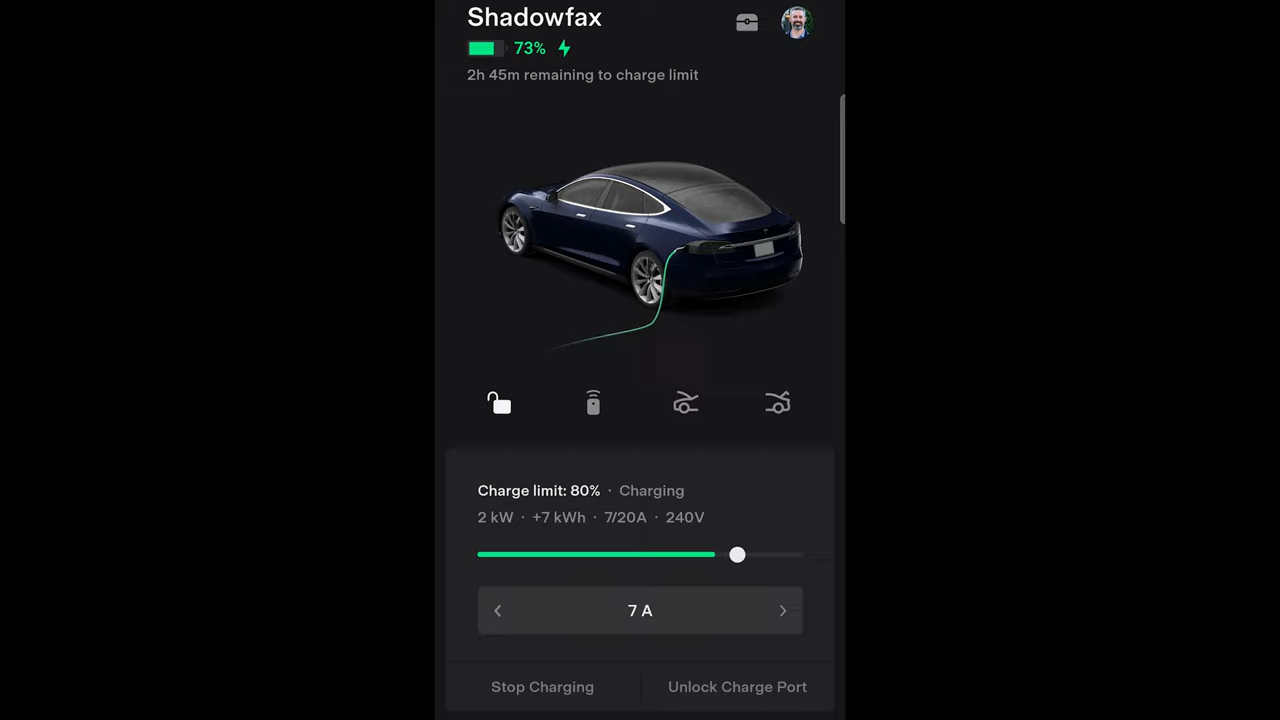 Shadowfax
73%
2h 45m remaining to charge limit
Charge limit: 80% · Charging
2 kW · +7 kWh · 7/20A · 240V
7 A
Stop Charging
Unlock Charge Port